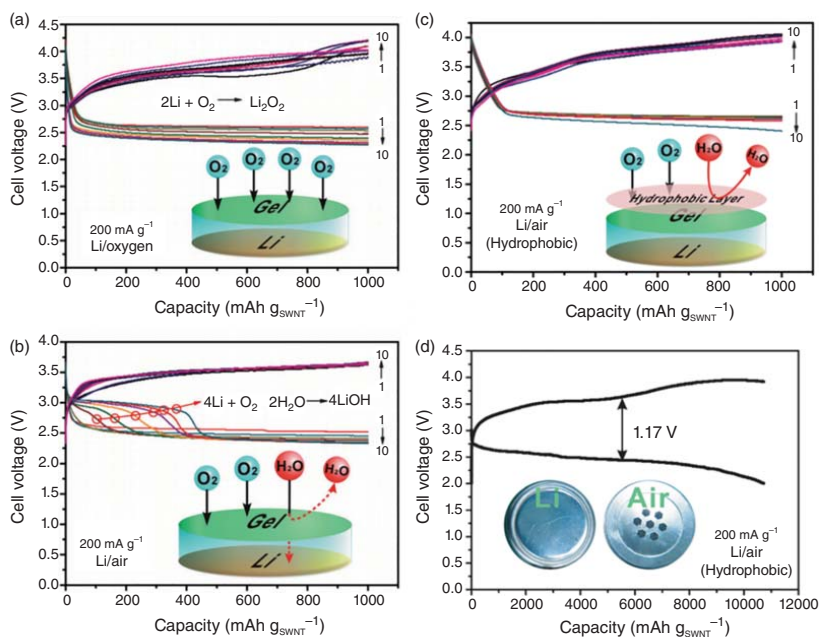 (a)
Cell voltage (V)
4.5
4.0
3.5
3.0
2.5
2.0
1.5
1.0
0.5
0.0
10
1
2Li + O₂ → Li₂O₂
1
10
O₂ O₂ O₂ O₂
Gel
Li
200 mA g⁻¹
Li/oxygen
0 200 400 600 800 1000
Capacity (mAh g_SWNT⁻¹)
(b)
Cell voltage (V)
4.0
3.5
3.0
2.5
2.0
1.5
1.0
0.5
0.0
10
1
4Li + O₂ 2H₂O → 4LiOH
1
10
O₂ O₂ H₂O H₂O
Gel
Li
200 mA g⁻¹
Li/air
0 200 400 600 800 1000
Capacity (mAh g_SWNT⁻¹)
(c)
Cell voltage (V)
4.5
4.0
3.5
3.0
2.5
2.0
1.5
1.0
0.5
0.0
10
1
1
10
O₂ O₂ H₂O H₂O
Hydrophobic Layer
Gel
Li
200 mA g⁻¹
Li/air
(Hydrophobic)
0 200 400 600 800 1000
Capacity (mAh g_SWNT⁻¹)
(d)
Cell voltage (V)
4.5
4.0
3.5
3.0
2.5
2.0
1.5
1.0
0.5
0.0
1.17 V
Li Air
200 mA g⁻¹
Li/air
(Hydrophobic)
0 2000 4000 6000 8000 10000 12000
Capacity (mAh g_SWNT⁻¹)